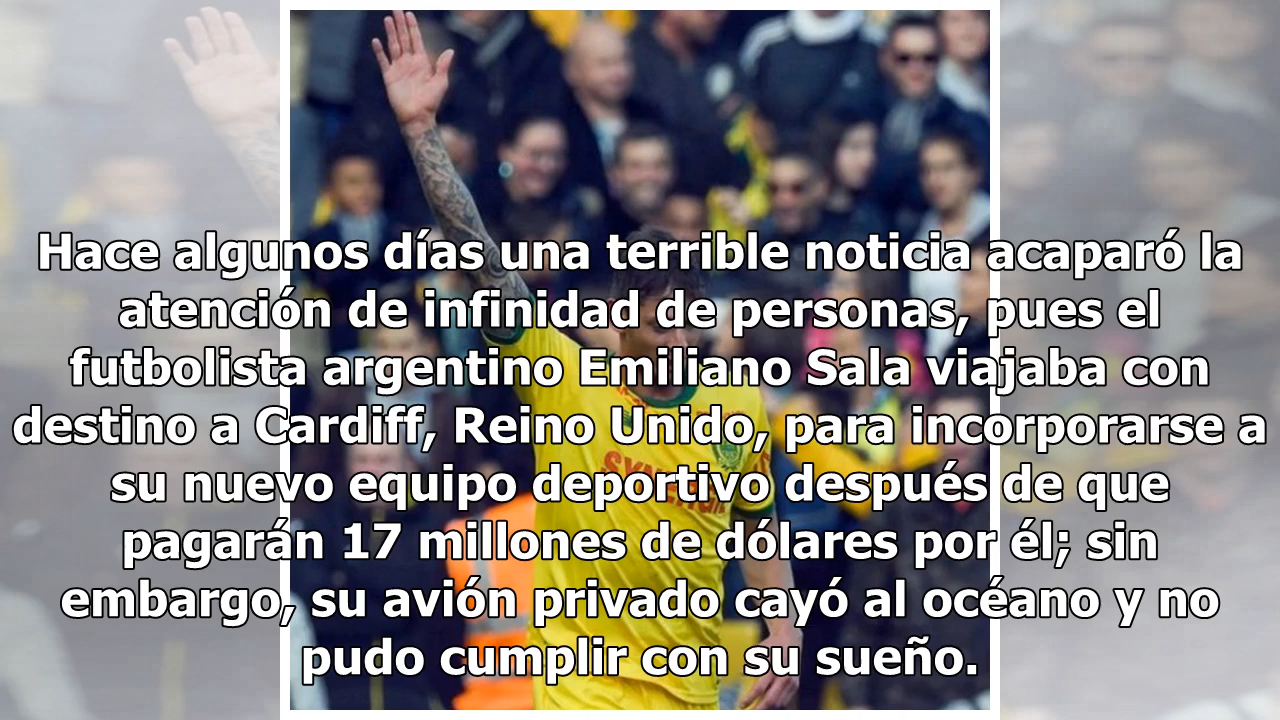 Hace algunos días una terrible noticia acaparó la
atención de infinidad de personas, pues el
futbolista argentino Emiliano Sala viajaba con
destino a Cardiff, Reino Unido, para incorporarse a
su nuevo equipo deportivo después de que
pagarán 17 millones de dólares por él; sin
embargo, su avión privado cayó al océano y no
pudo cumplir con su sueño.